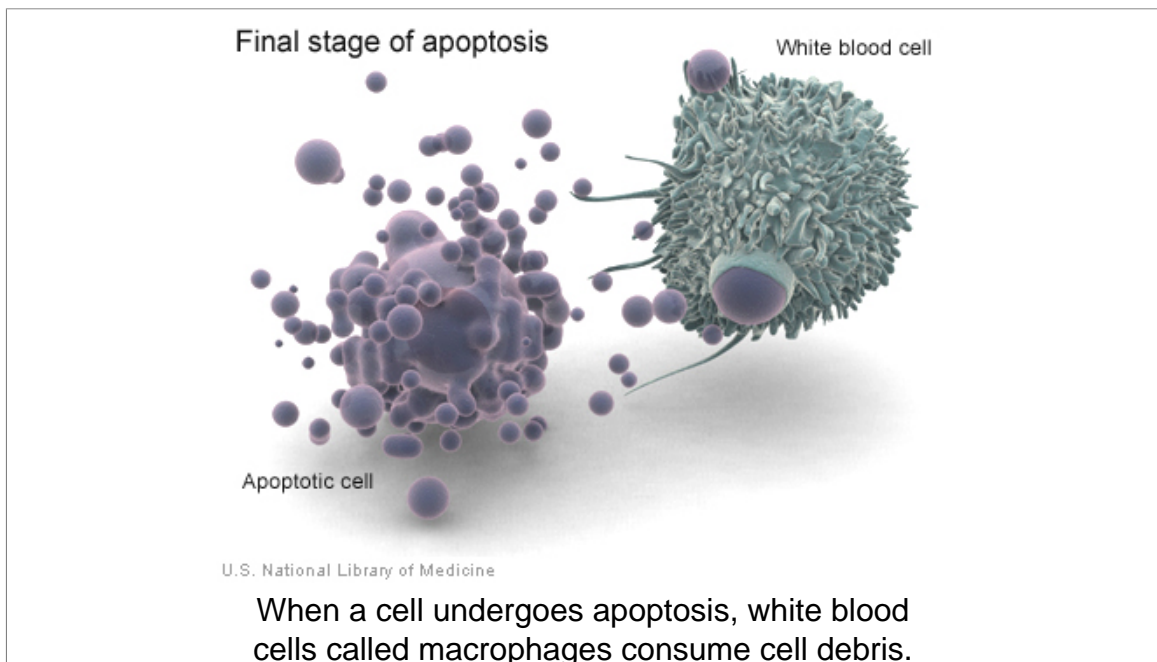 Final stage of apoptosis
White blood cell
Apoptotic cell
U.S. National Library of Medicine
When a cell undergoes apoptosis, white blood
cells called macrophages consume cell debris.